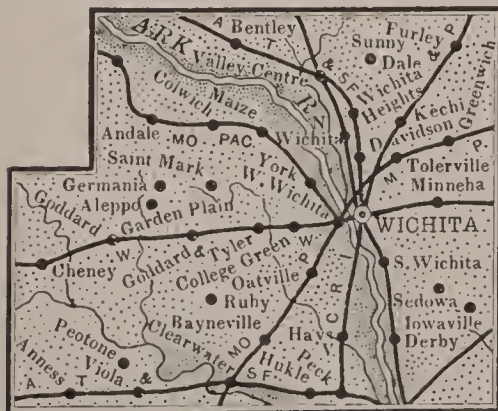 A R K
R I V
A T & S F
Bentley
Furley
Sunny Dale
& P
Valley Centre
Wichita Heights
Greenwich
Kechi
Davidson
Colwich
Maize
Andale
MO PAC
Wichita
M P
Tolerville
Minneha
Saint Mark
York
W. Wichita
Germania
Aleppo
Goddard
Garden Plain
WICHITA
Cheney
W. & W
Goddard
Tyler
College Green
Oatville
S. Wichita
C R I
MO P
Ruby
Bayneville
Sedowa
Iowaville
Derby
Peotone
Viola
Clearwater
Hays V.
Anness
Hukle
Peck
A T & S F